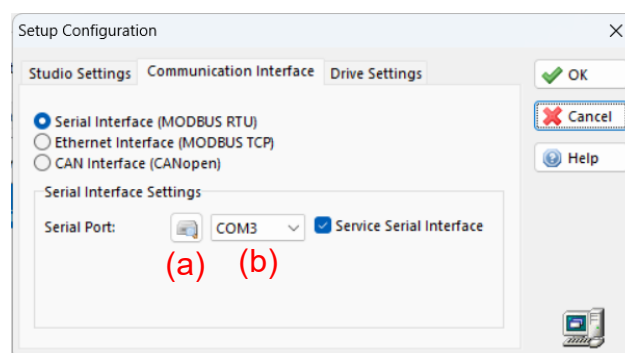 Setup Configuration
Studio Settings Communication Interface Drive Settings
OK
Serial Interface (MODBUS RTU)
Cancel
Ethernet Interface (MODBUS TCP)
CAN Interface (CANopen)
Help
Serial Interface Settings
Serial Port: COM3 Service Serial Interface
(a) (b)